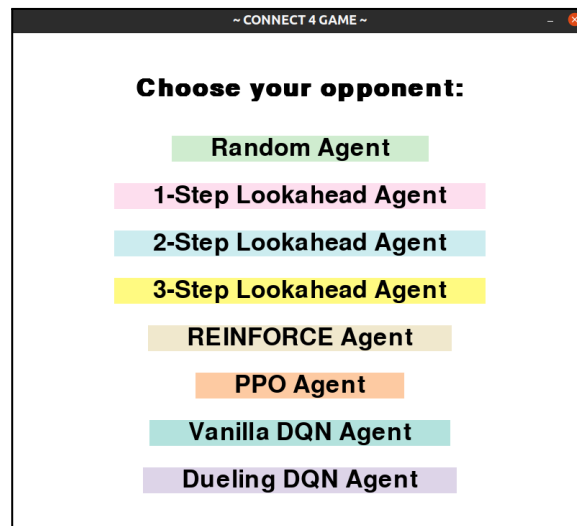 ~ CONNECT 4 GAME ~
Choose your opponent:
Random Agent
1-Step Lookahead Agent
2-Step Lookahead Agent
3-Step Lookahead Agent
REINFORCE Agent
PPO Agent
Vanilla DQN Agent
Dueling DQN Agent